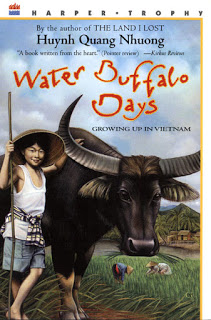 HARPER • TROPHY
By the author of THE LAND I LOST
Huynh Quang Nhuong
"A book written from the heart." (Pointer review) —Kirkus Reviews
Water Buffalo
Days
GROWING UP IN VIETNAM